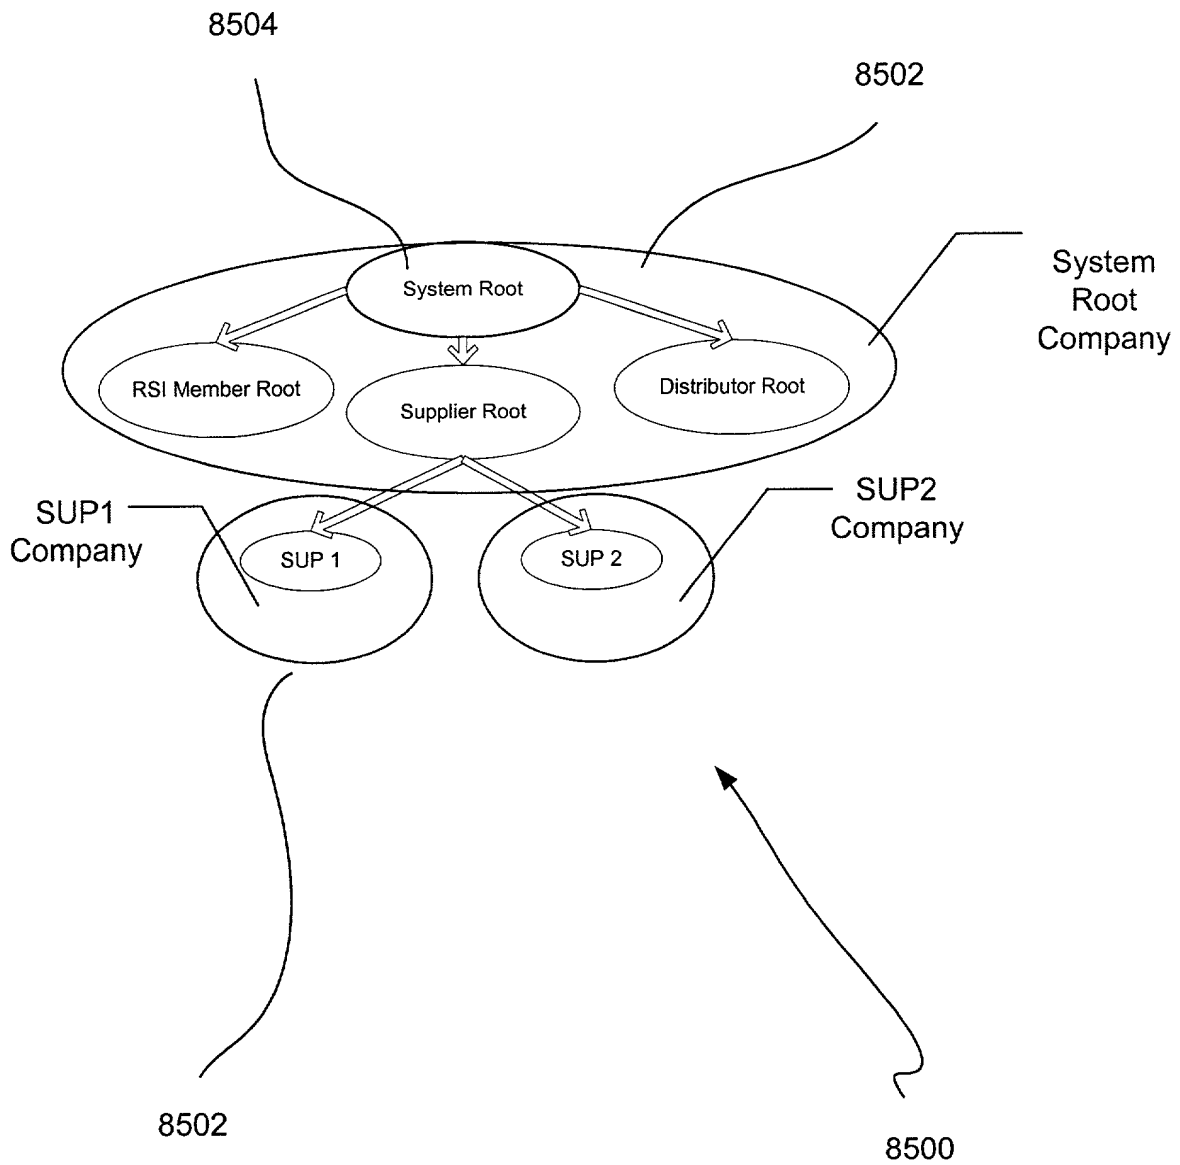 8504
8502
System
Root
Company
System Root
RSI Member Root
Supplier Root
Distributor Root
SUP1
Company
SUP2
Company
SUP 1
SUP 2
8502
8500